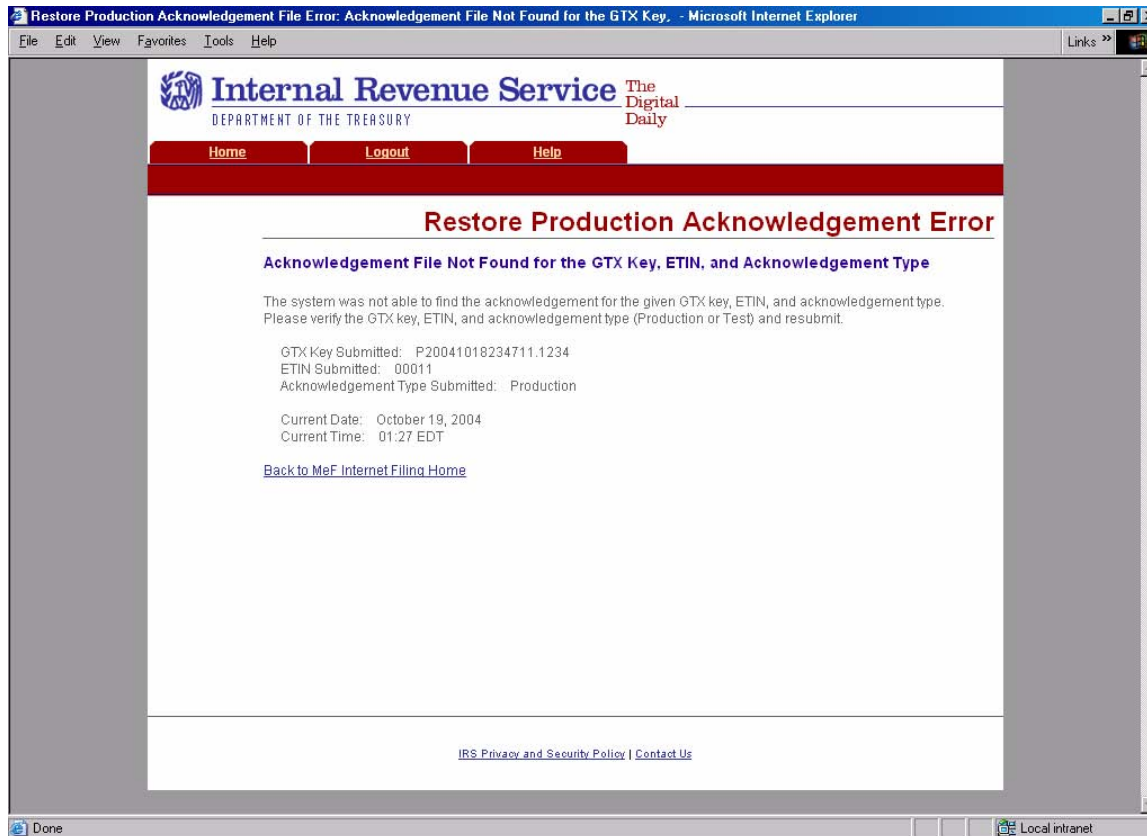 Restore Production Acknowledgement File Error: Acknowledgement File Not Found for the GTX Key, - Microsoft Internet Explorer
File Edit View Favorites Tools Help Links »
Internal Revenue Service
DEPARTMENT OF THE TREASURY
The
Digital
Daily
Home Logout Help
Restore Production Acknowledgement Error
Acknowledgement File Not Found for the GTX Key, ETIN, and Acknowledgement Type
The system was not able to find the acknowledgement for the given GTX key, ETIN, and acknowledgement type.
Please verify the GTX key, ETIN, and acknowledgement type (Production or Test) and resubmit.
GTX Key Submitted: P20041018234711.1234
ETIN Submitted: 00011
Acknowledgement Type Submitted: Production
Current Date: October 19, 2004
Current Time: 01:27 EDT
Back to MeF Internet Filing Home
IRS Privacy and Security Policy | Contact Us
Done Local intranet